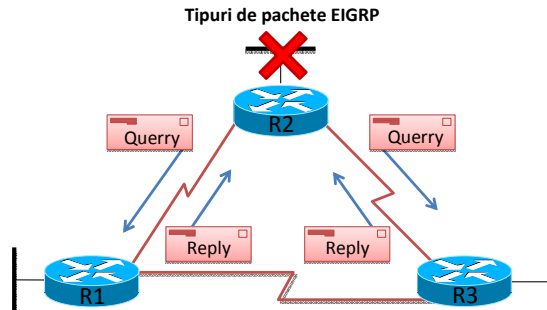 Tipuri de pachete EIGRP
R2
Querry
Querry
Reply
Reply
R1
R3